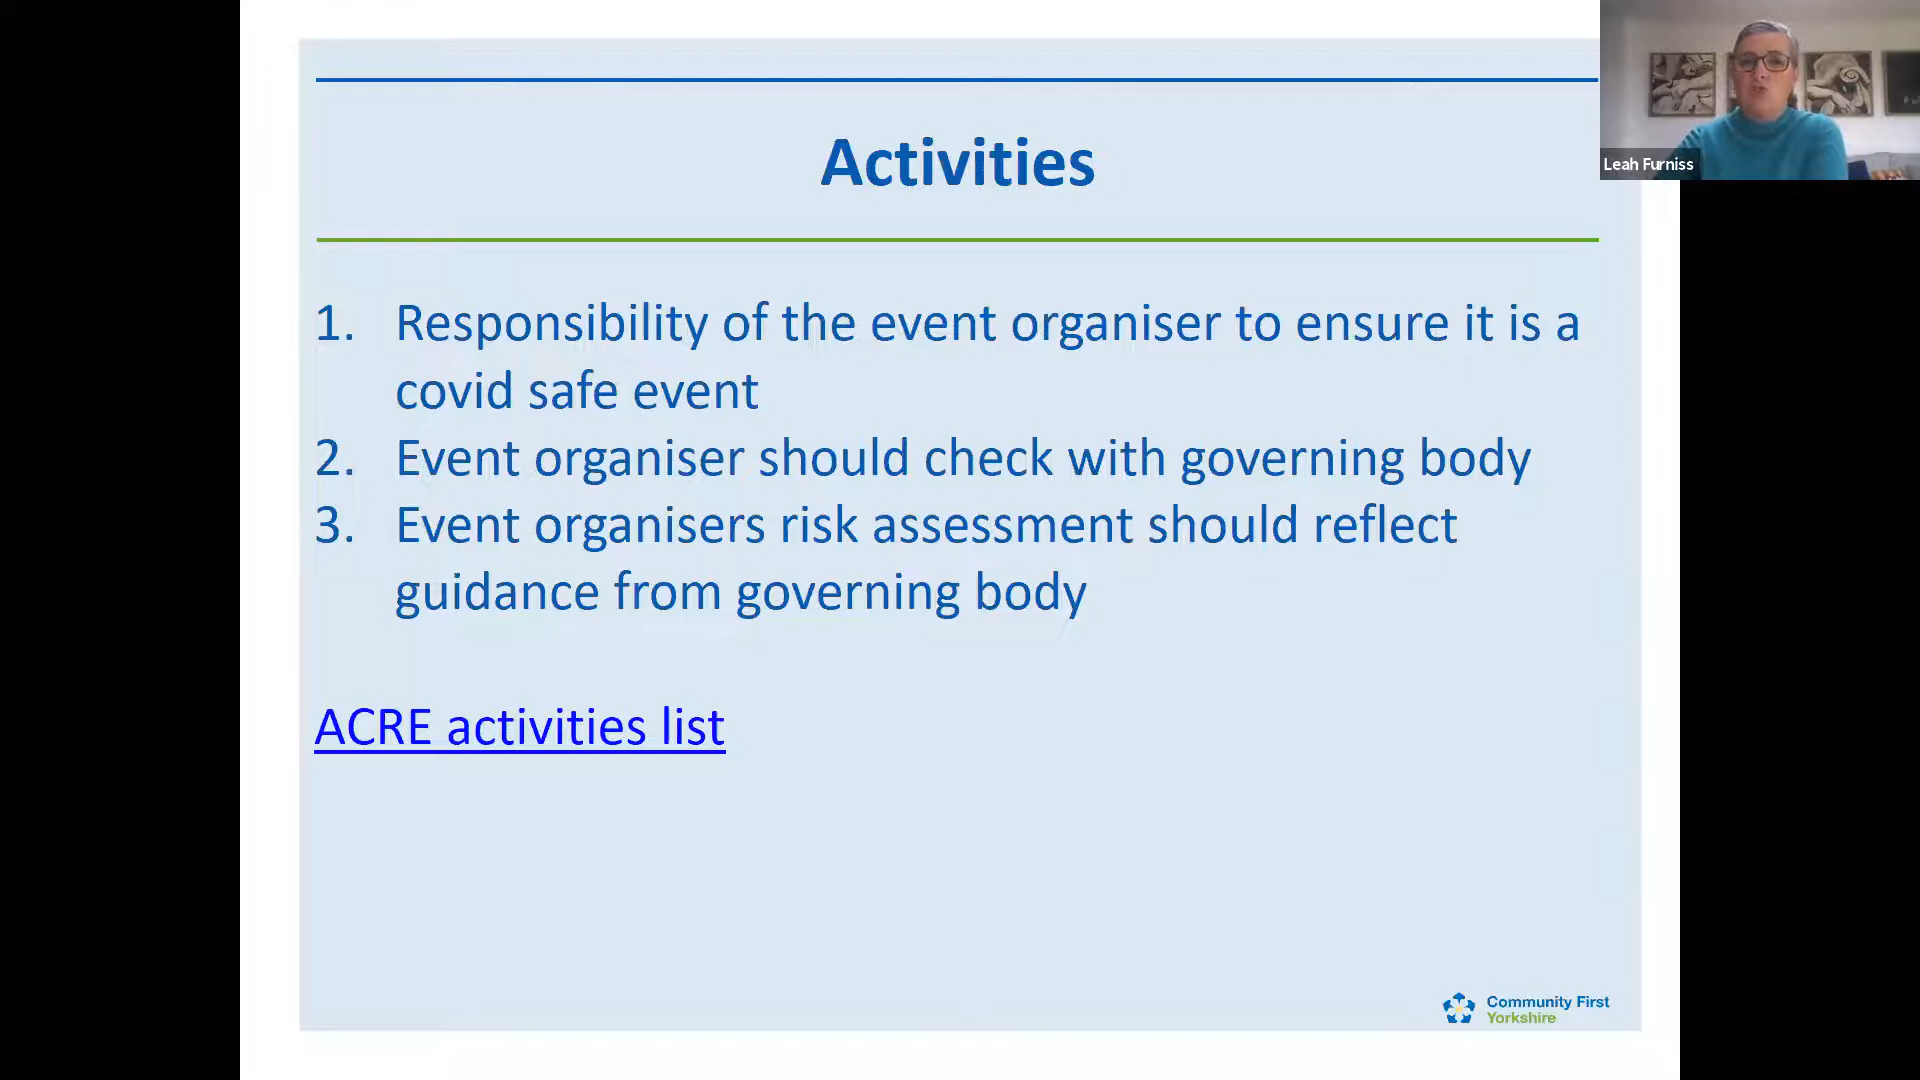 Activities
Leah Furniss
1. Responsibility of the event organiser to ensure it is a
covid safe event
2. Event organiser should check with governing body
3. Event organisers risk assessment should reflect
guidance from governing body
ACRE activities list
Community First
Yorkshire